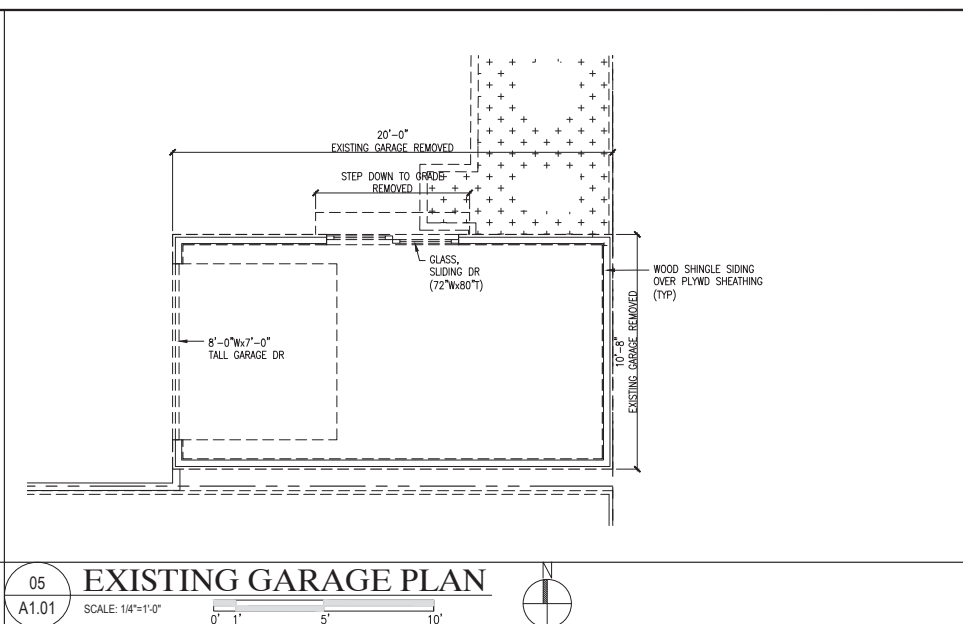 20'-0"
EXISTING GARAGE REMOVED
STEP DOWN TO GRADE
REMOVED
GLASS,
SLIDING DR
(72"Wx80"T)
WOOD SHINGLE SIDING
OVER PLYWD SHEATHING
(TYP)
10'-8"
EXISTING GARAGE REMOVED
8'-0"Wx7'-0"
TALL GARAGE DR
05
A1.01
EXISTING GARAGE PLAN
SCALE: 1/4"=1'-0"
0' 1' 5' 10'
N